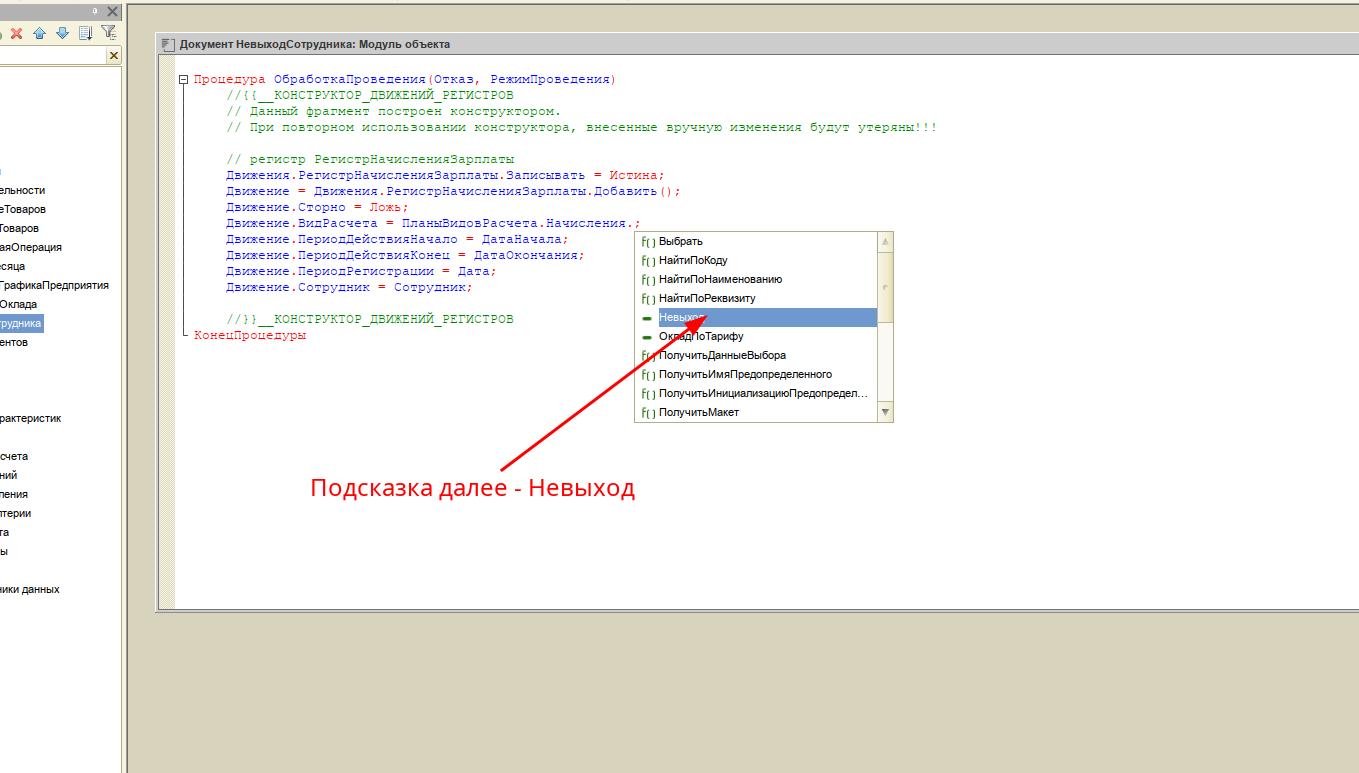 Документ НевыходСотрудника: Модуль объекта
Процедура ОбработкаПроведения(Отказ, РежимПроведения)
//{{__КОНСТРУКТОР_ДВИЖЕНИЙ_РЕГИСТРОВ
// Данный фрагмент построен конструктором.
// При повторном использовании конструктора, внесенные вручную изменения будут утеряны!!!
// регистр РегистрНачисленияЗарплаты
Движения.РегистрНачисленияЗарплаты.Записывать = Истина;
Движение = Движения.РегистрНачисленияЗарплаты.Добавить();
Движение.Сторно = Ложь;
Движение.ВидРасчета = ПланыВидовРасчета.Начисления.;
Движение.ПериодДействияНачало = ДатаНачала;
Движение.ПериодДействияКонец = ДатаОкончания;
Движение.ПериодРегистрации = Дата;
Движение.Сотрудник = Сотрудник;
//}}__КОНСТРУКТОР_ДВИЖЕНИЙ_РЕГИСТРОВ
КонецПроцедуры
f() Выбрать
f() НайтиПоКоду
f() НайтиПоНаименованию
f() НайтиПоРеквизиту
Невыход
ОкладПоТарифу
f() ПолучитьДанныеВыбора
f() ПолучитьИмяПредопределенного
f() ПолучитьИнициализациюПредопредел...
f() ПолучитьМакет
Подсказка далее - Невыход
ельности
еТоваров
Товаров
аяОперация
есяца
ГрафикаПредприятия
Оклада
трудника
ентов
рактеристик
счета
ний
ления
лтерии
та
ы
ники данных